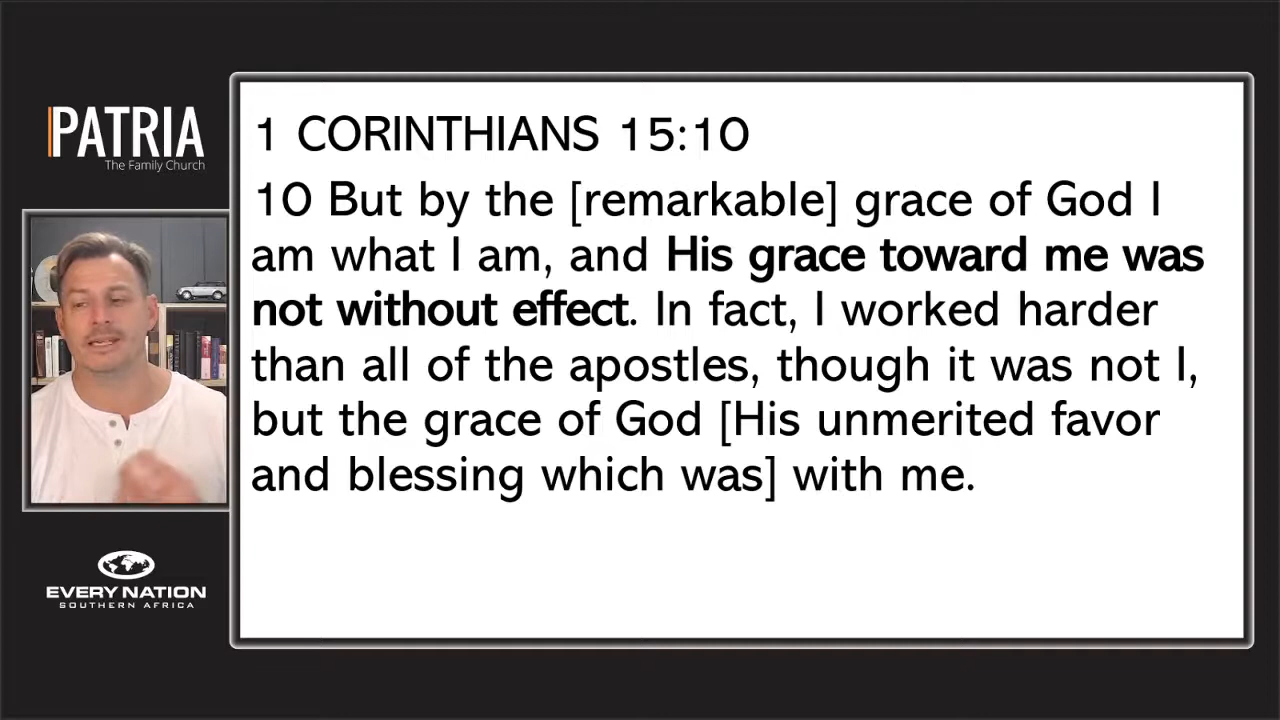 PATRIA
The Family Church
EVERY NATION
SOUTHERN AFRICA
1 CORINTHIANS 15:10
10 But by the [remarkable] grace of God I
am what I am, and His grace toward me was
not without effect. In fact, I worked harder
than all of the apostles, though it was not I,
but the grace of God [His unmerited favor
and blessing which was] with me.